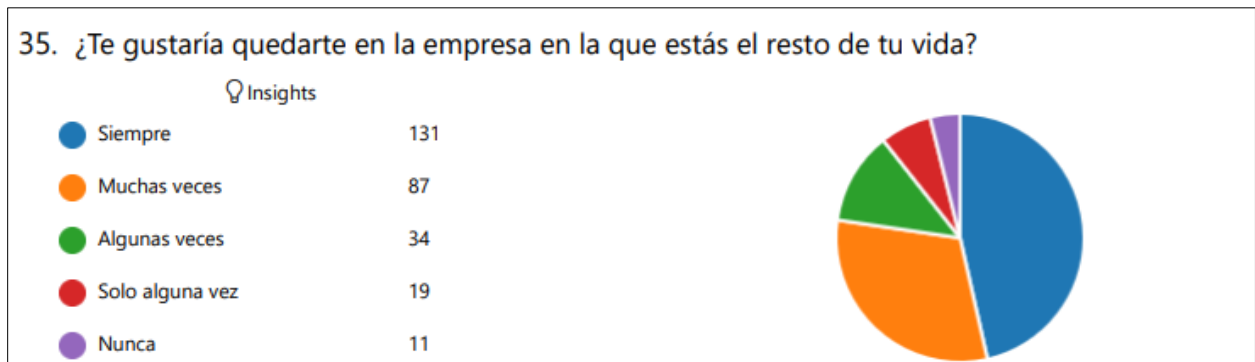 35. ¿Te gustaría quedarte en la empresa en la que estás el resto de tu vida?
Insights
Siempre 131
Muchas veces 87
Algunas veces 34
Solo alguna vez 19
Nunca 11